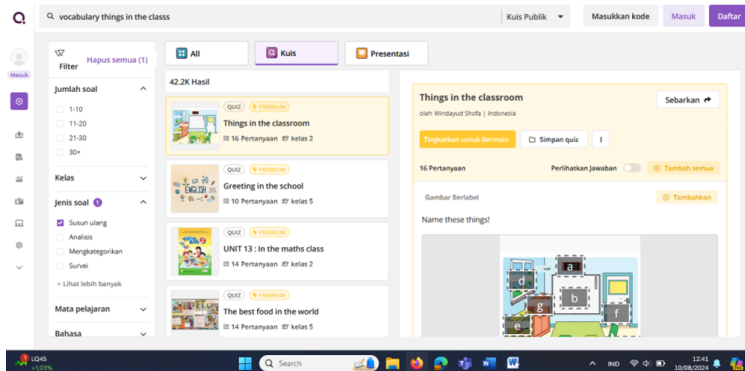 vocabulary things in the classs
Kuis Publik
Masukkan kode
Masuk
Daftar
Masuk
Filter
Hapus semua (1)
Jumlah soal
1-10
11-20
21-30
30+
Kelas
Jenis soal 1
Susun ulang
Analisis
Mengkategorikan
Survei
+ Lihat lebih banyak
Mata pelajaran
Bahasa
All
Kuis
Presentasi
42.2K Hasil
QUIZ PREMIUM
Things in the classroom
16 Pertanyaan kelas 2
QUIZ PREMIUM
Greeting in the school
10 Pertanyaan kelas 5
ENGLISH
QUIZ PREMIUM
UNIT 13 : In the maths class
14 Pertanyaan kelas 2
QUIZ PREMIUM
The best food in the world
14 Pertanyaan kelas 5
Things in the classroom
oleh Windayud Shofa | Indonesia
Sebarkan
Tingkatkan untuk Bermain
Simpan quiz
16 Pertanyaan
Perlihatkan Jawaban
Tambah semua
Gambar Berlabel
Tambahkan
Name these things!
a
d
b
g
f
e
LQ45
+1,03%
Search
IND
12:41
10/08/2024